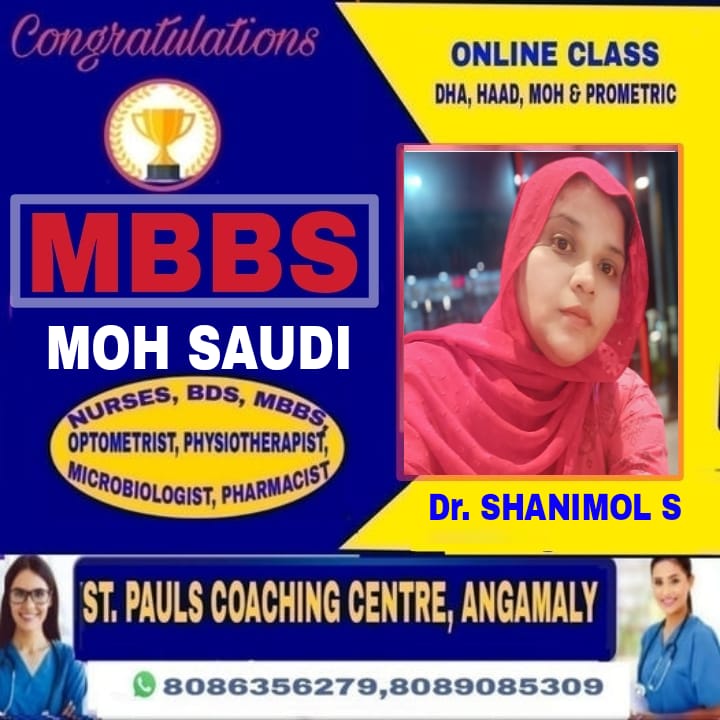 Congratulations
ONLINE CLASS
DHA, HAAD, MOH & PROMETRIC
MBBS
MOH SAUDI
NURSES, BDS, MBBS,
OPTOMETRIST, PHYSIOTHERAPIST,
MICROBIOLOGIST, PHARMACIST
Dr. SHANIMOL S
ST. PAULS COACHING CENTRE, ANGAMALY
8086356279,8089085309